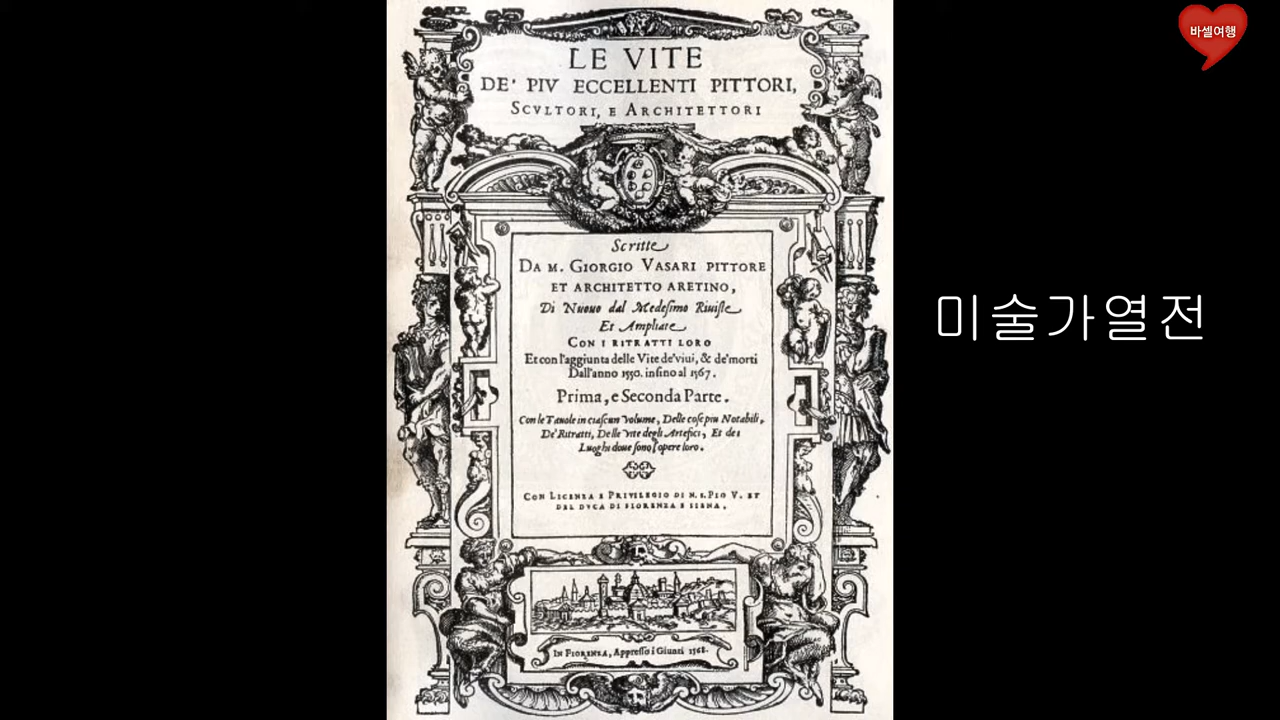 바셀여행
LE VITE
DE' PIV ECCELLENTI PITTORI,
SCVLTORI, E ARCHITETTORI
Scritte
DA M. GIORGIO VASARI PITTORE
ET ARCHITETTO ARETINO,
Di Nuouo dal Medesimo Riuiste
Et Ampliate
CON I RITRATTI LORO
Et con l'aggiunta delle Vite de' viui, & de' morti
Dall'anno 1550. insino al 1567.
Prima, e Seconda Parte.
Con le Tauole in ciascun volume, Delle cose piu Notabili,
De' Ritratti, Delle vite degli Artefici, Et dei
Luoghi doue sono l'opere loro.
CON LICENZA E PRIVILEGIO DI N. S. PIO V. ET
DEL DVCA DI FIORENZA E SIENA.
IN FIORENZA, Appresso i Giunti 1568.
미술가열전